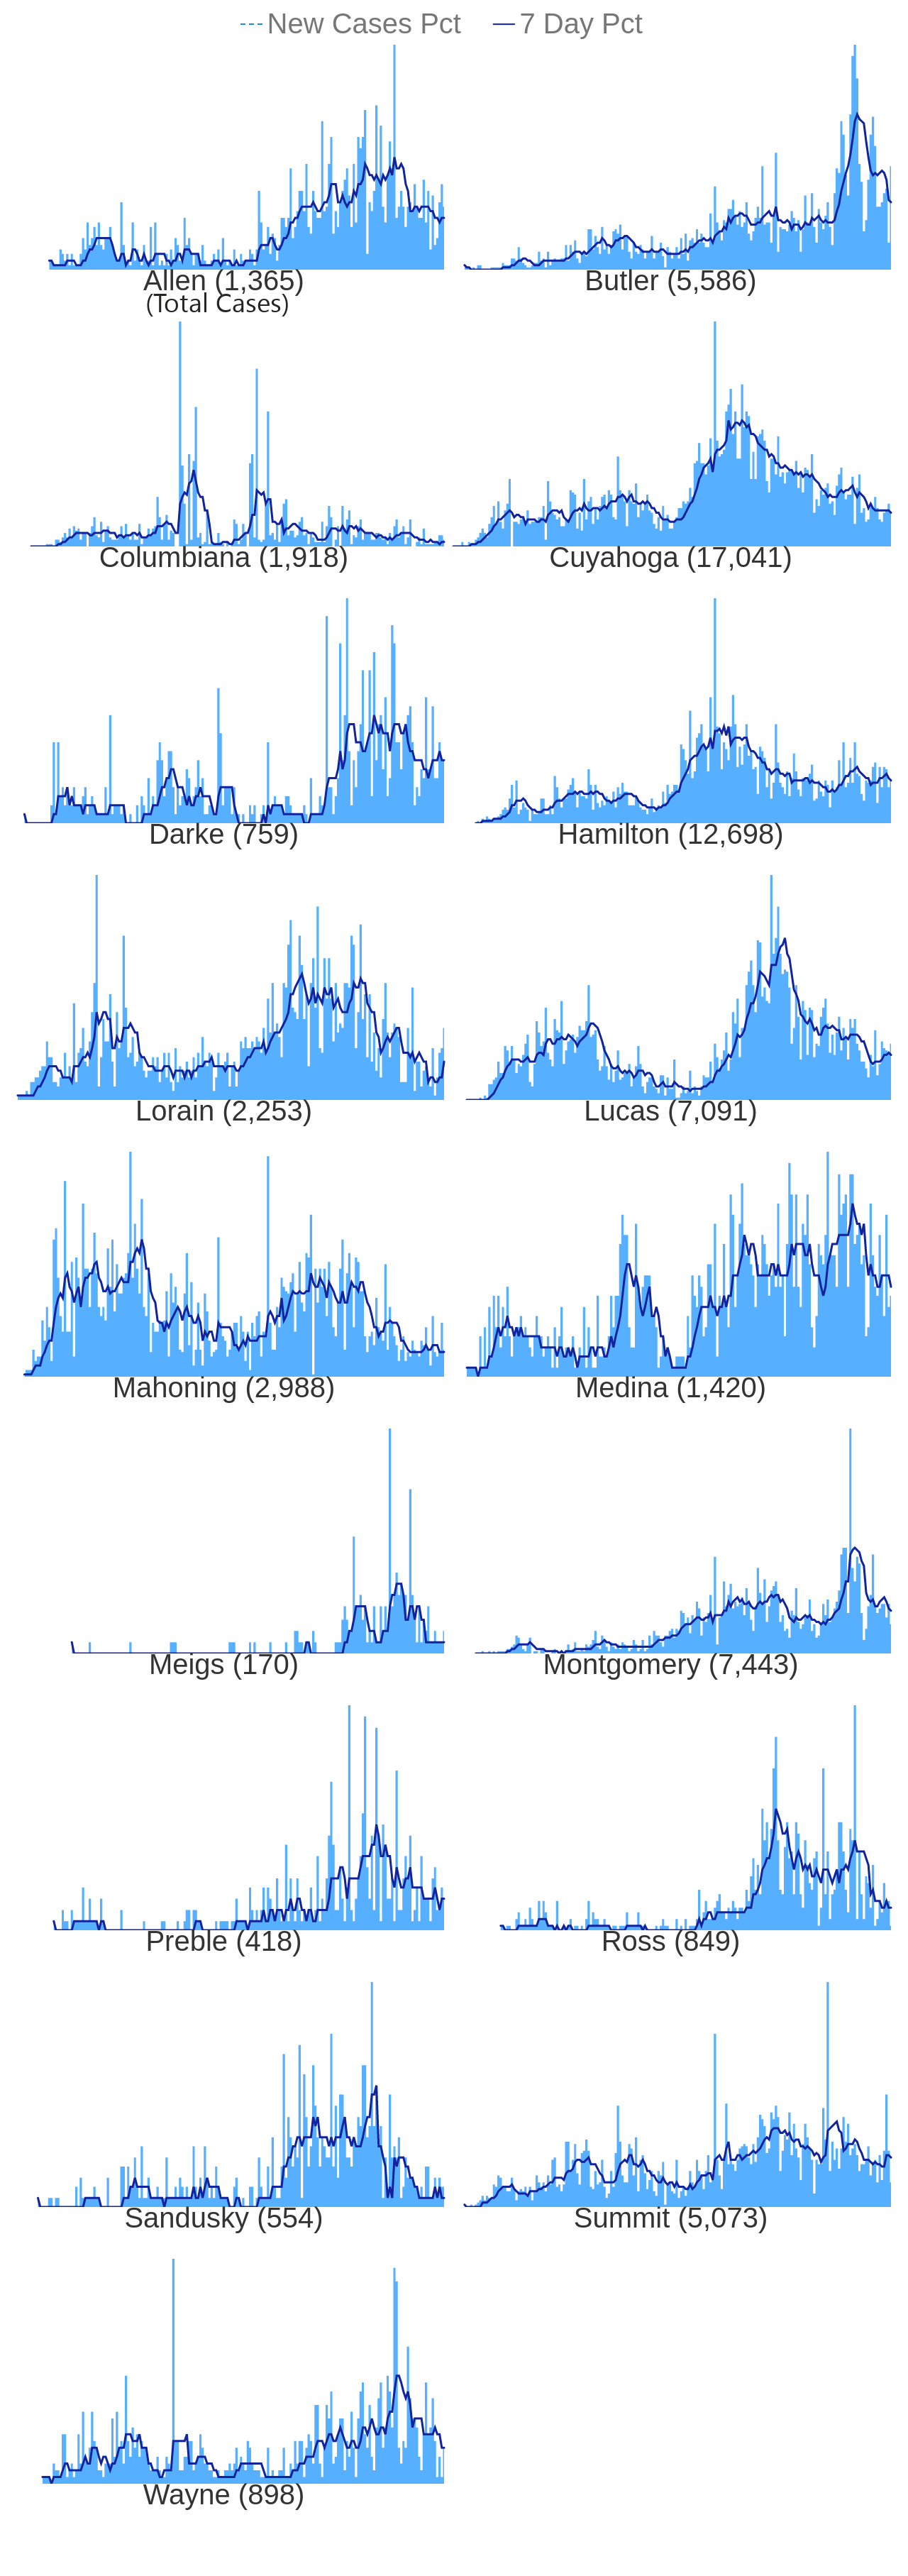 New Cases Pct 7 Day Pct
Allen (1,365) Butler (5,586)
(Total Cases)
Columbiana (1,918) Cuyahoga (17,041)
Darke (759) Hamilton (12,698)
Lorain (2,253) Lucas (7,091)
Mahoning (2,988) Medina (1,420)
Meigs (170) Montgomery (7,443)
Preble (418) Ross (849)
Sandusky (554) Summit (5,073)
Wayne (898)